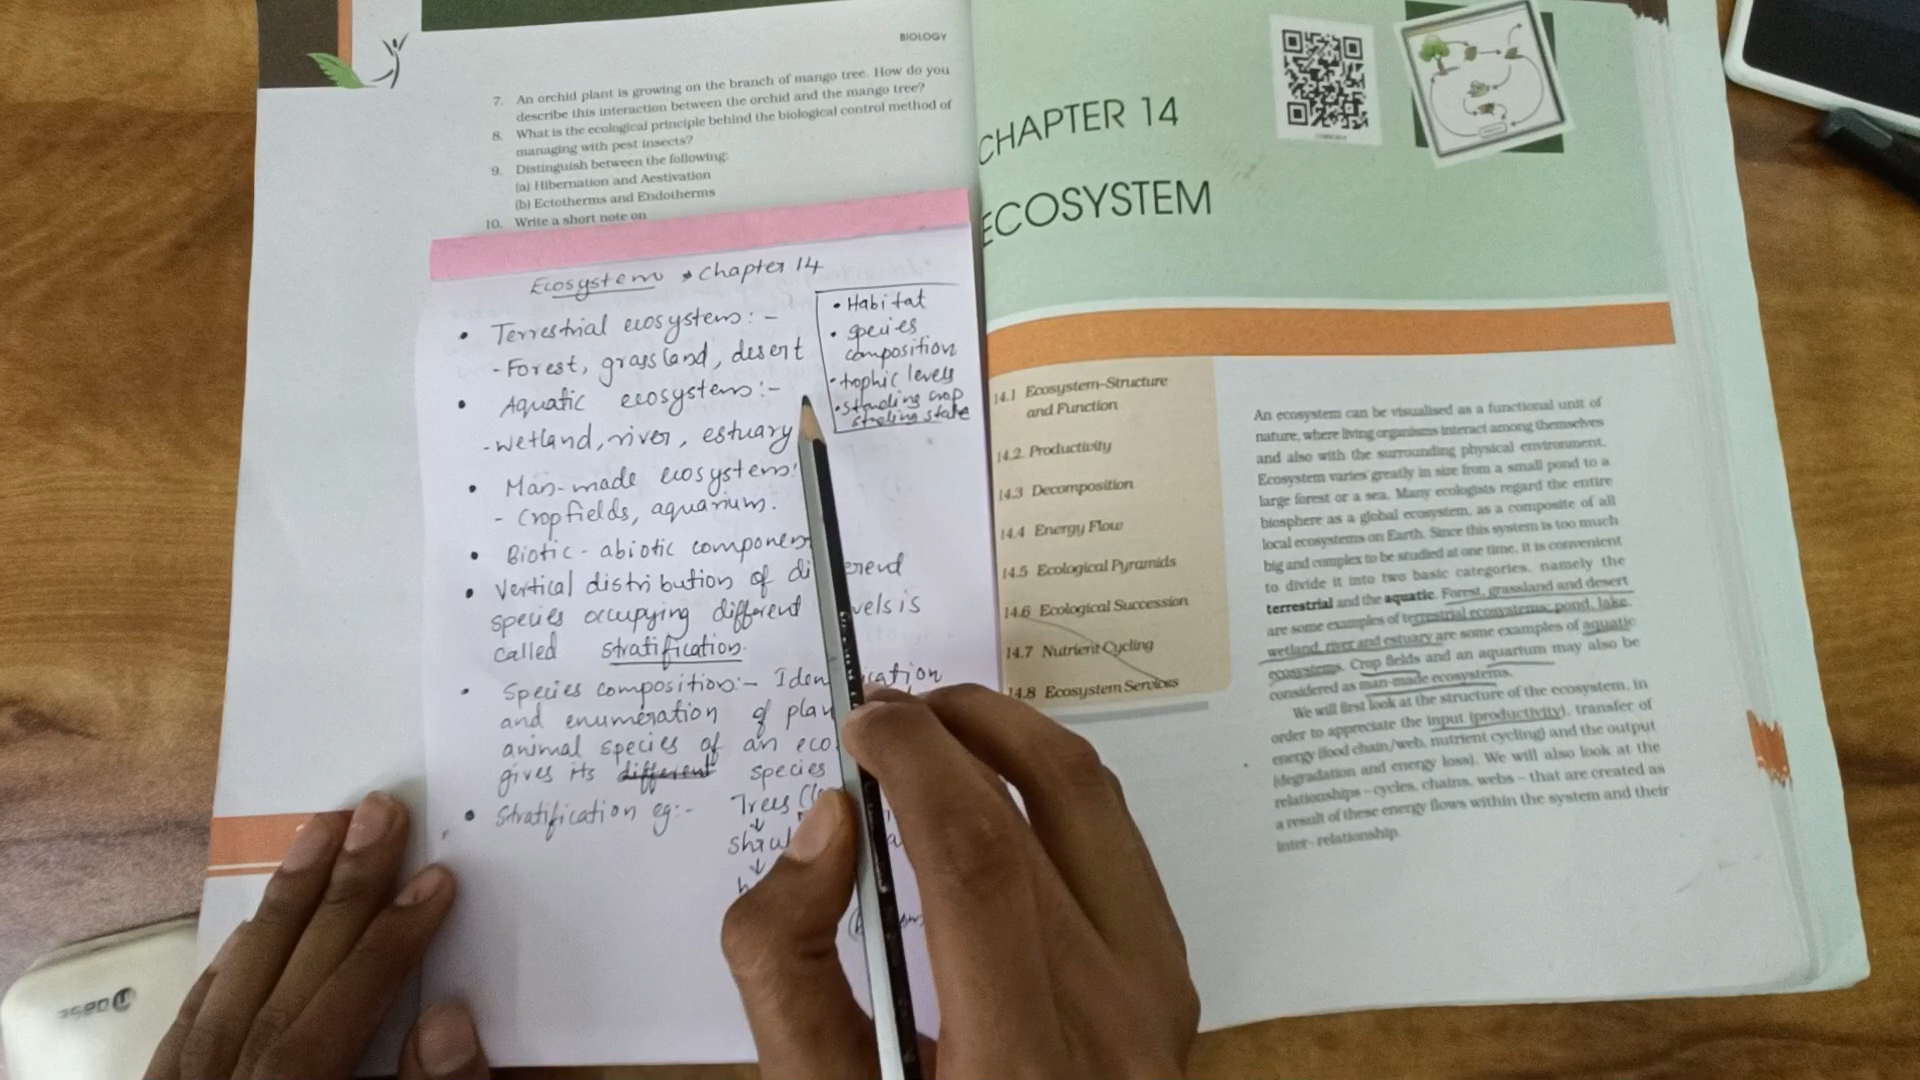 BIOLOGY
7. An orchid plant is growing on the branch of mango tree. How do you
describe this interaction between the orchid and the mango tree?
8. What is the ecological principle behind the biological control method of
managing with pest insects?
9. Distinguish between the following:
(a) Hibernation and Aestivation
(b) Ectotherms and Endotherms
10. Write a short note on
Ecosystem → Chapter 14
• Terrestrial ecosystem:-
- Forest, grassland, desert
• Aquatic ecosystem:-
- wetland, river, estuary
• Man-made ecosystem:
- Crop fields, aquarium.
• Biotic - abiotic componen
• Vertical distribution of di erend
species occupying different vels is
called stratification.
• Species composition:- Iden ication
and enumeration of plan
animal species of an eco
gives its different species
• Stratification eg:- Trees
↓
Shrub
↓
• Habitat
• species
composition
• tophic levels
• Standing crop
standing state
CHAPTER 14
ECOSYSTEM
14.1 Ecosystem–Structure
and Function
14.2. Productivity
14.3 Decomposition
14.4 Energy Flow
14.5 Ecological Pyramids
14.6 Ecological Succession
14.7 Nutrient Cycling
14.8 Ecosystem Services
An ecosystem can be visualised as a functional unit of
nature, where living organisms interact among themselves
and also with the surrounding physical environment.
Ecosystem varies greatly in size from a small pond to a
large forest or a sea. Many ecologists regard the entire
biosphere as a global ecosystem, as a composite of all
local ecosystems on Earth. Since this system is too much
big and complex to be studied at one time, it is convenient
to divide it into two basic categories, namely the
terrestrial and the aquatic. Forest, grassland and desert
are some examples of terrestrial ecosystems; pond, lake,
wetland, river and estuary are some examples of aquatic
ecosystems. Crop fields and an aquarium may also be
considered as man-made ecosystems.
We will first look at the structure of the ecosystem, in
order to appreciate the input (productivity), transfer of
energy (food chain/web, nutrient cycling) and the output
(degradation and energy loss). We will also look at the
relationships – cycles, chains, webs – that are created as
a result of these energy flows within the system and their
inter- relationship.